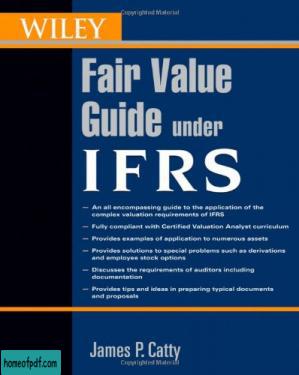 WILEY
Fair Value
Guide under
IFRS
— An all encompassing guide to the application of the
complex valuation requirements of IFRS
— Fully compliant with Certified Valuation Analyst curriculum
— Provides examples of application to numerous assets
— Provides solutions to special problems such as derivations
and employee stock options
— Discusses the requirements of auditors including
documentation
— Provides tips and ideas in preparing typical documents
and proposals
James P. Catty
homeofpdf.com